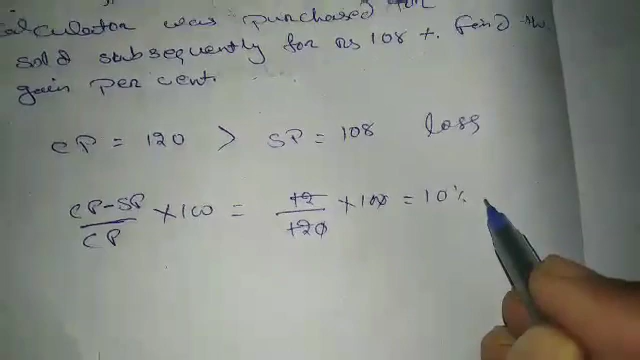 calculator was purchased for
sold subsequently for Rs 108 /. Find the
gain per cent.
CP = 120 > SP = 108 loss
CP-SP/CP × 100 = 12/120 × 100 = 10%